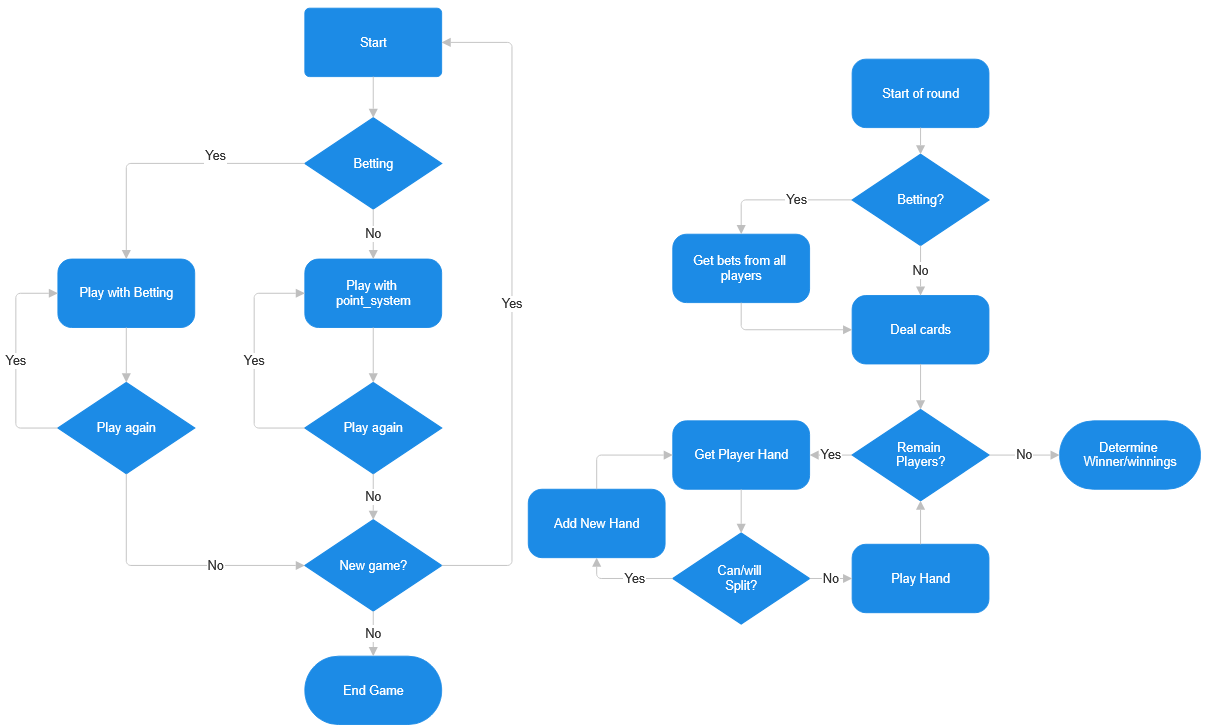 Start
Betting
Yes
No
Play with Betting
Play with
point_system
Yes
Yes
Yes
Play again
Play again
No
No
New game?
No
End Game
Start of round
Betting?
Yes
No
Get bets from all
players
Deal cards
Remain
Players?
Yes
No
Determine
Winner/winnings
Get Player Hand
Add New Hand
Can/will
Split?
Yes
No
Play Hand